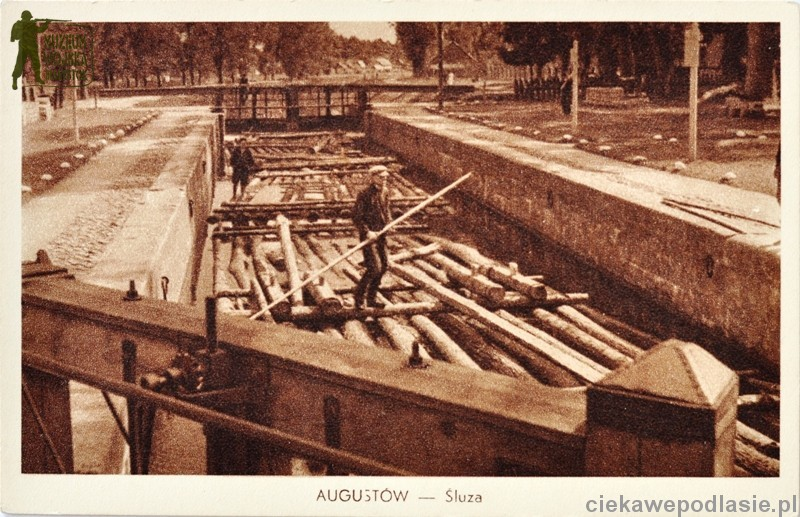 AUGUSTÓW — Śluza
ciekawepodlasie.pl